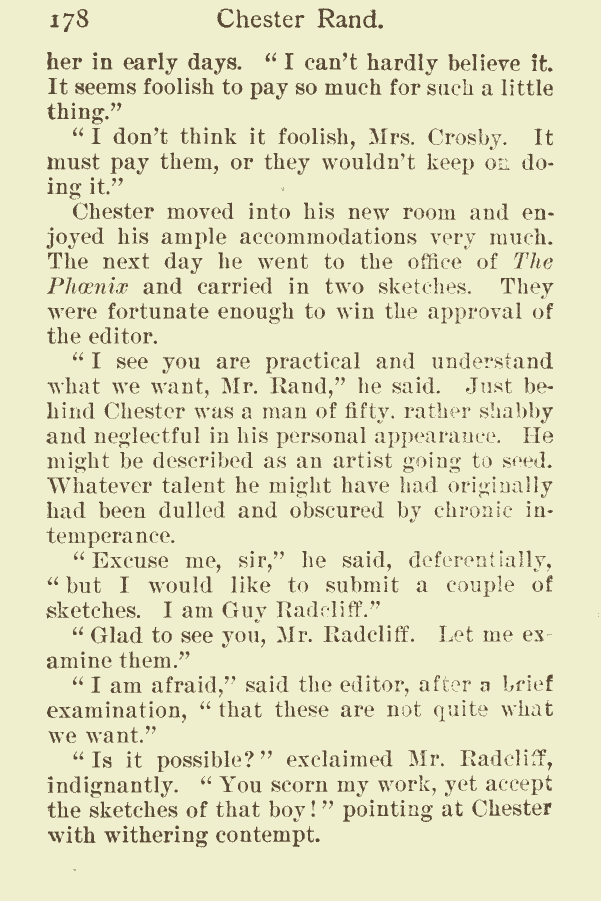 178 Chester Rand.
her in early days. “ I can’t hardly believe it.
It seems foolish to pay so much for such a little
thing.”
“ I don’t think it foolish, Mrs. Crosby. It
must pay them, or they wouldn’t keep on do-
ing it.”
Chester moved into his new room and en-
joyed his ample accommodations very much.
The next day he went to the office of The
Phœnix and carried in two sketches. They
were fortunate enough to win the approval of
the editor.
“ I see you are practical and understand
what we want, Mr. Rand,” he said. Just be-
hind Chester was a man of fifty, rather shabby
and neglectful in his personal appearance. He
might be described as an artist going to seed.
Whatever talent he might have had originally
had been dulled and obscured by chronic in-
temperance.
“ Excuse me, sir,” he said, deferentially,
“ but I would like to submit a couple of
sketches. I am Guy Radcliff.”
“ Glad to see you, Mr. Radcliff. Let me ex-
amine them.”
“ I am afraid,” said the editor, after a brief
examination, “ that these are not quite what
we want.”
“ Is it possible? ” exclaimed Mr. Radcliff,
indignantly. “ You scorn my work, yet accept
the sketches of that boy! ” pointing at Chester
with withering contempt.